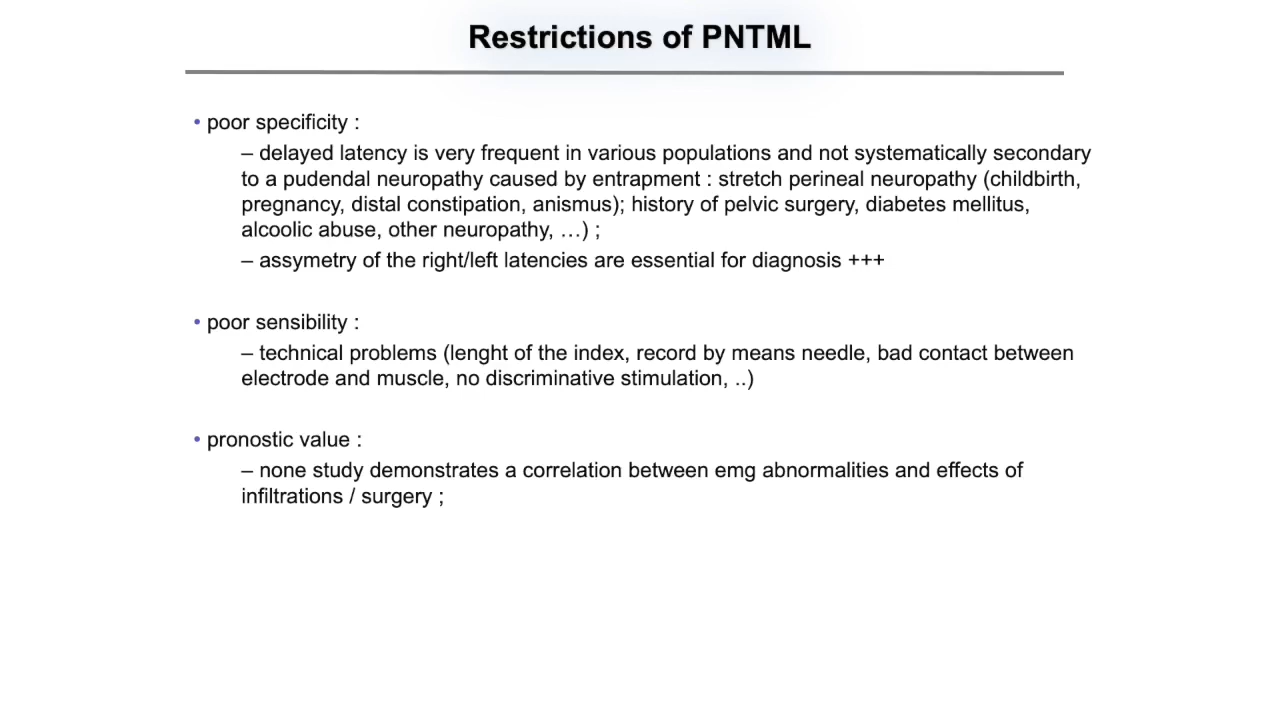 Restrictions of PNTML
• poor specificity :
– delayed latency is very frequent in various populations and not systematically secondary
to a pudendal neuropathy caused by entrapment : stretch perineal neuropathy (childbirth,
pregnancy, distal constipation, anismus); history of pelvic surgery, diabetes mellitus,
alcoolic abuse, other neuropathy, …) ;
– assymetry of the right/left latencies are essential for diagnosis +++
• poor sensibility :
– technical problems (lenght of the index, record by means needle, bad contact between
electrode and muscle, no discriminative stimulation, ..)
• pronostic value :
– none study demonstrates a correlation between emg abnormalities and effects of
infiltrations / surgery ;